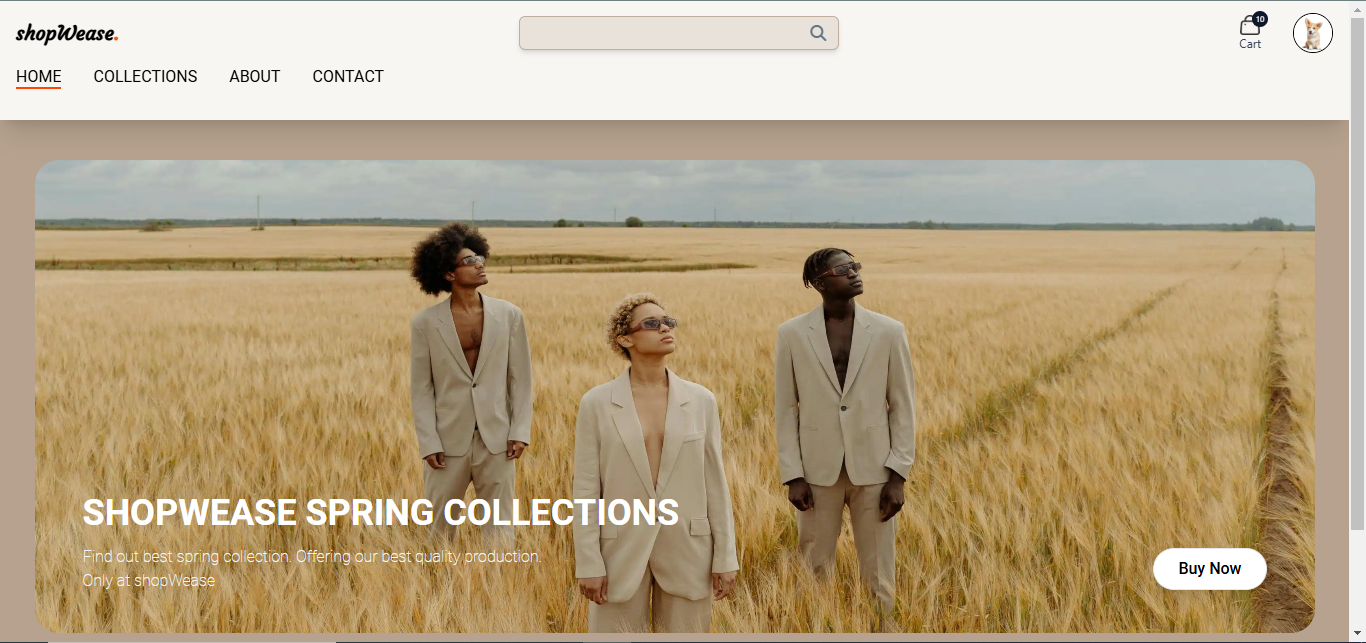 shopWease.
10
Cart
HOME COLLECTIONS ABOUT CONTACT
SHOPWEASE SPRING COLLECTIONS
Find out best spring collection. Offering our best quality production.
Only at shopWease
Buy Now